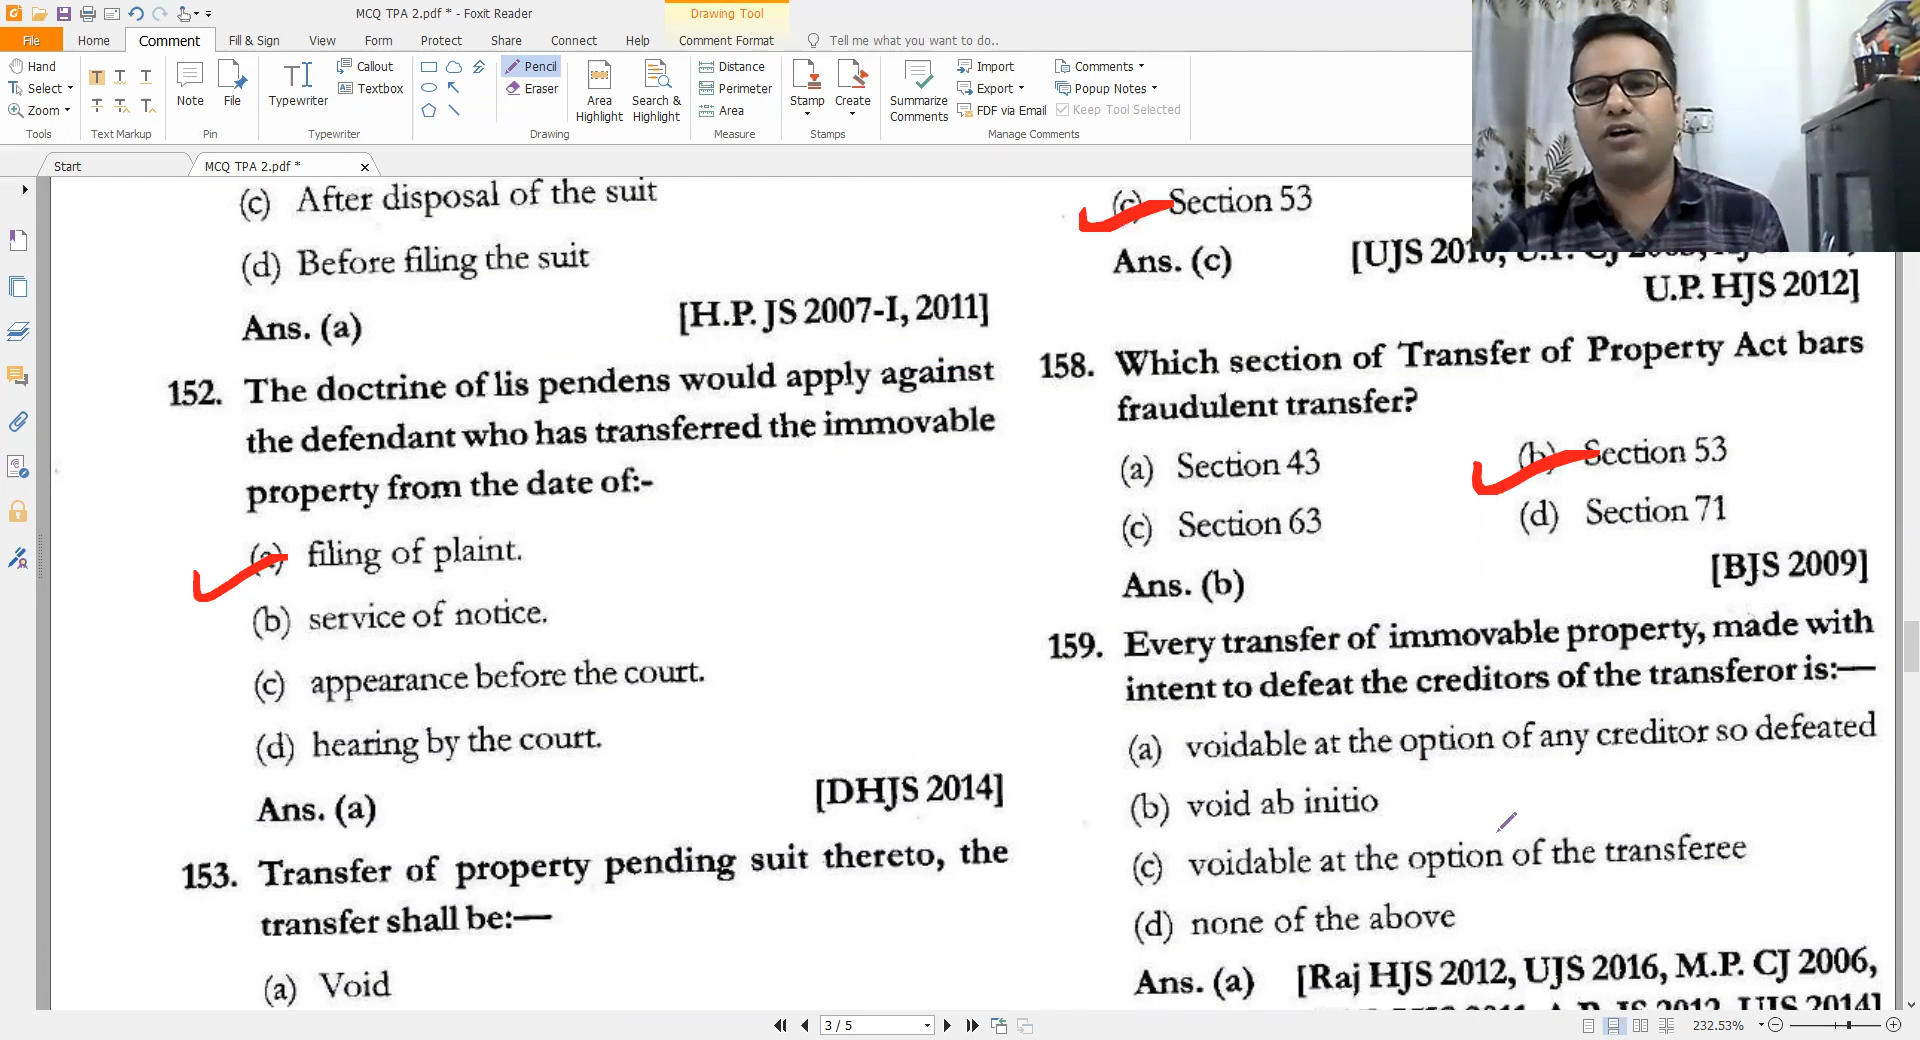 MCQ TPA 2.pdf * - Foxit Reader
Drawing Tool
File Home Comment Fill & Sign View Form Protect Share Connect Help Comment Format Tell me what you want to do..
Hand
Select
Zoom
Tools
Text Markup
Note
File
Pin
Typewriter
Callout
Textbox
Typewriter
Pencil
Eraser
Area Highlight
Search & Highlight
Drawing
Distance
Perimeter
Area
Measure
Stamp
Create
Stamps
Summarize Comments
Import
Export
FDF via Email
Comments
Popup Notes
Keep Tool Selected
Manage Comments
Start
MCQ TPA 2.pdf *
(c) After disposal of the suit
(d) Before filing the suit
Ans. (a) [H.P. JS 2007-I, 2011]
152. The doctrine of lis pendens would apply against
the defendant who has transferred the immovable
property from the date of:-
(a) filing of plaint.
(b) service of notice.
(c) appearance before the court.
(d) hearing by the court.
Ans. (a) [DHJS 2014]
153. Transfer of property pending suit thereto, the
transfer shall be:—
(a) Void
(c) Section 53
Ans. (c) [UJS 2016,
U.P. HJS 2012]
158. Which section of Transfer of Property Act bars
fraudulent transfer?
(a) Section 43 (b) Section 53
(c) Section 63 (d) Section 71
Ans. (b) [BJS 2009]
159. Every transfer of immovable property, made with
intent to defeat the creditors of the transferor is:—
(a) voidable at the option of any creditor so defeated
(b) void ab initio
(c) voidable at the option of the transferee
(d) none of the above
Ans. (a) [Raj HJS 2012, UJS 2016, M.P. CJ 2006,
3 / 5
232.53%